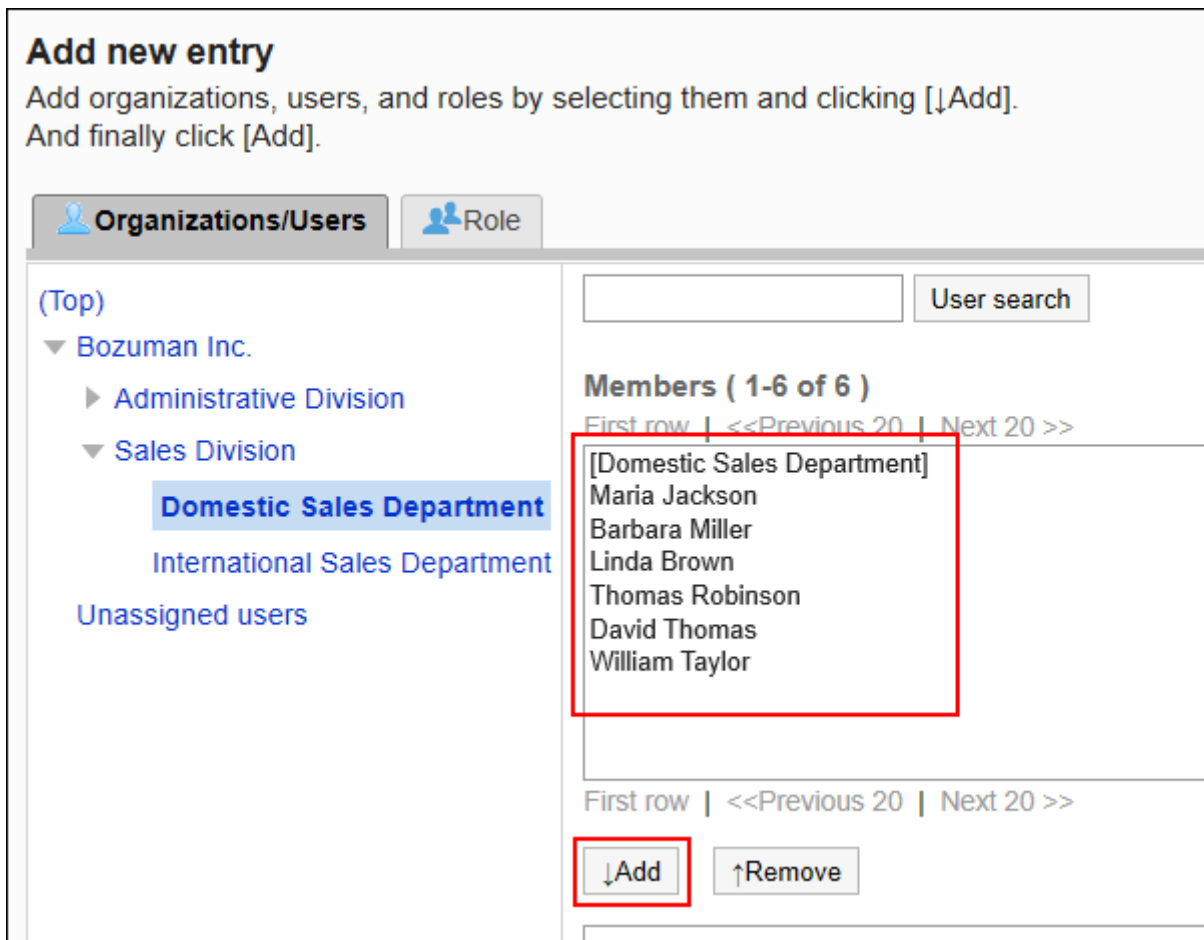 Add new entry
Add organizations, users, and roles by selecting them and clicking [↓Add].
And finally click [Add].
Organizations/Users
Role
(Top)
Bozuman Inc.
Administrative Division
Sales Division
Domestic Sales Department
International Sales Department
Unassigned users
User search
Members ( 1-6 of 6 )
First row | <<Previous 20 | Next 20 >>
[Domestic Sales Department]
Maria Jackson
Barbara Miller
Linda Brown
Thomas Robinson
David Thomas
William Taylor
First row | <<Previous 20 | Next 20 >>
↓Add
↑Remove